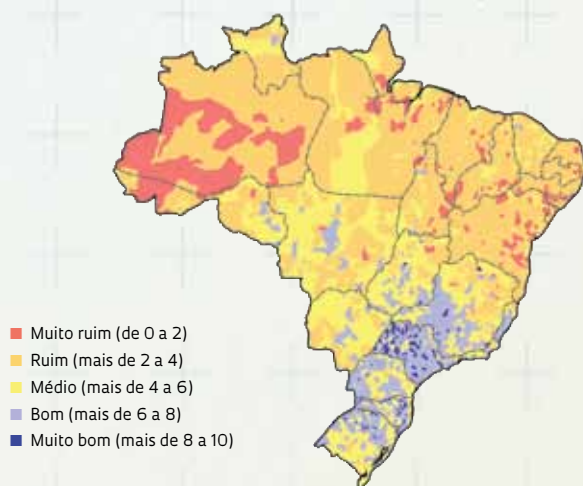 Muito ruim (de 0 a 2)
Ruim (mais de 2 a 4)
Médio (mais de 4 a 6)
Bom (mais de 6 a 8)
Muito bom (mais de 8 a 10)